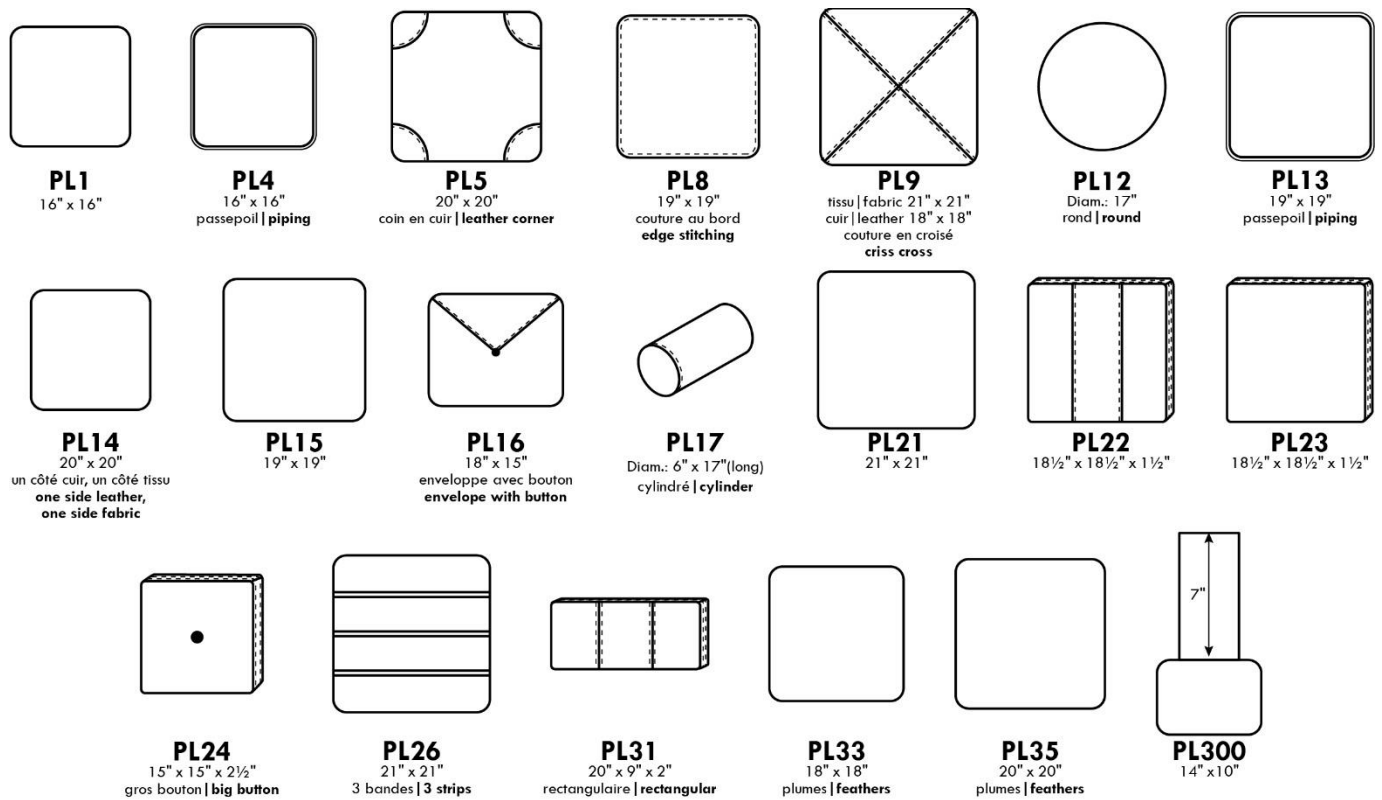 PL1
16" x 16"
PL4
16" x 16"
passepoil | piping
PL5
20" x 20"
coin en cuir | leather corner
PL8
19" x 19"
couture au bord
edge stitching
PL9
tissu | fabric 21" x 21"
cuir | leather 18" x 18"
couture en croisé
criss cross
PL12
Diam.: 17"
rond | round
PL13
19" x 19"
passepoil | piping
PL14
20" x 20"
un côté cuir, un côté tissu
one side leather,
one side fabric
PL15
19" x 19"
PL16
18" x 15"
enveloppe avec bouton
envelope with button
PL17
Diam.: 6" x 17"(long)
cylindré | cylinder
PL21
21" x 21"
PL22
18½" x 18½" x 1½"
PL23
18½" x 18½" x 1½"
PL24
15" x 15" x 2½"
gros bouton | big button
PL26
21" x 21"
3 bandes | 3 strips
PL31
20" x 9" x 2"
rectangulaire | rectangular
PL33
18" x 18"
plumes | feathers
PL35
20" x 20"
plumes | feathers
7"
PL300
14" x10"